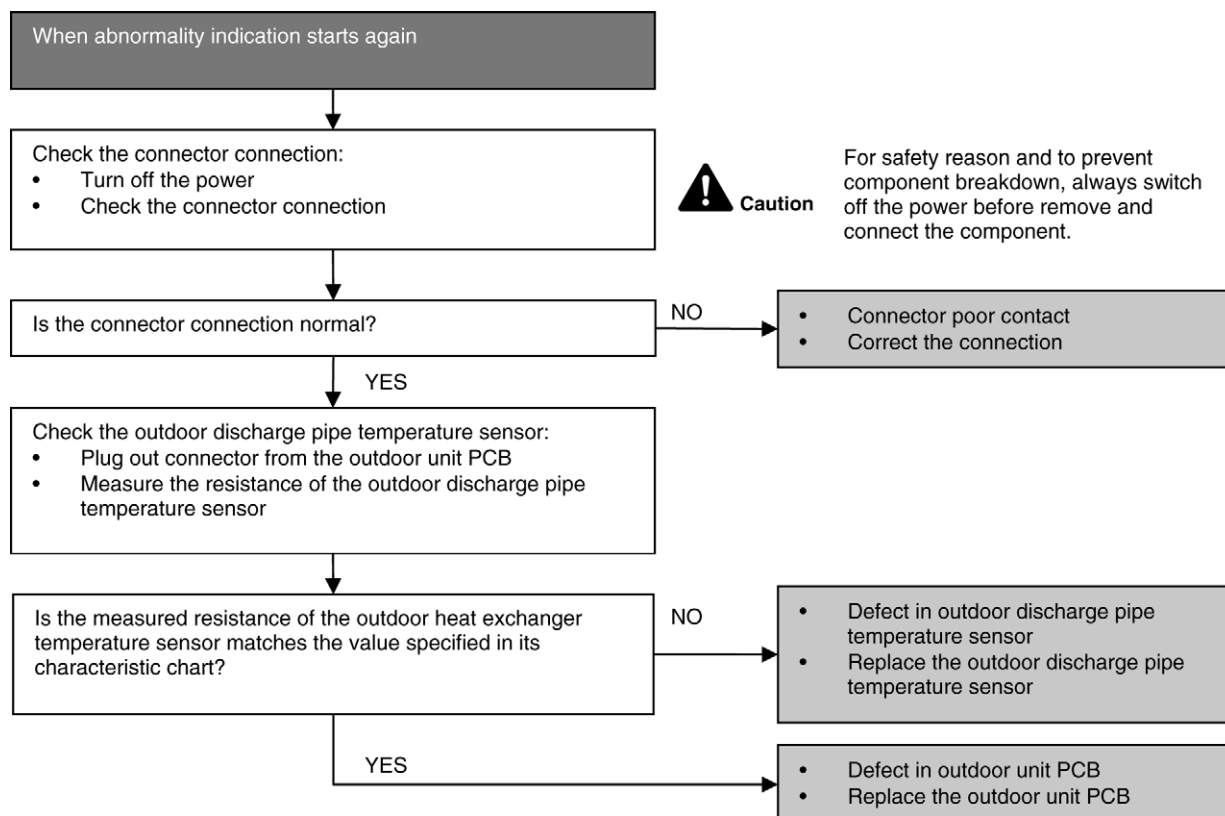 When abnormality indication starts again
Check the connector connection:
• Turn off the power
• Check the connector connection
Caution
For safety reason and to prevent
component breakdown, always switch
off the power before remove and
connect the component.
Is the connector connection normal?
NO
• Connector poor contact
• Correct the connection
YES
Check the outdoor discharge pipe temperature sensor:
• Plug out connector from the outdoor unit PCB
• Measure the resistance of the outdoor discharge pipe
temperature sensor
Is the measured resistance of the outdoor heat exchanger
temperature sensor matches the value specified in its
characteristic chart?
NO
• Defect in outdoor discharge pipe
temperature sensor
• Replace the outdoor discharge pipe
temperature sensor
YES
• Defect in outdoor unit PCB
• Replace the outdoor unit PCB